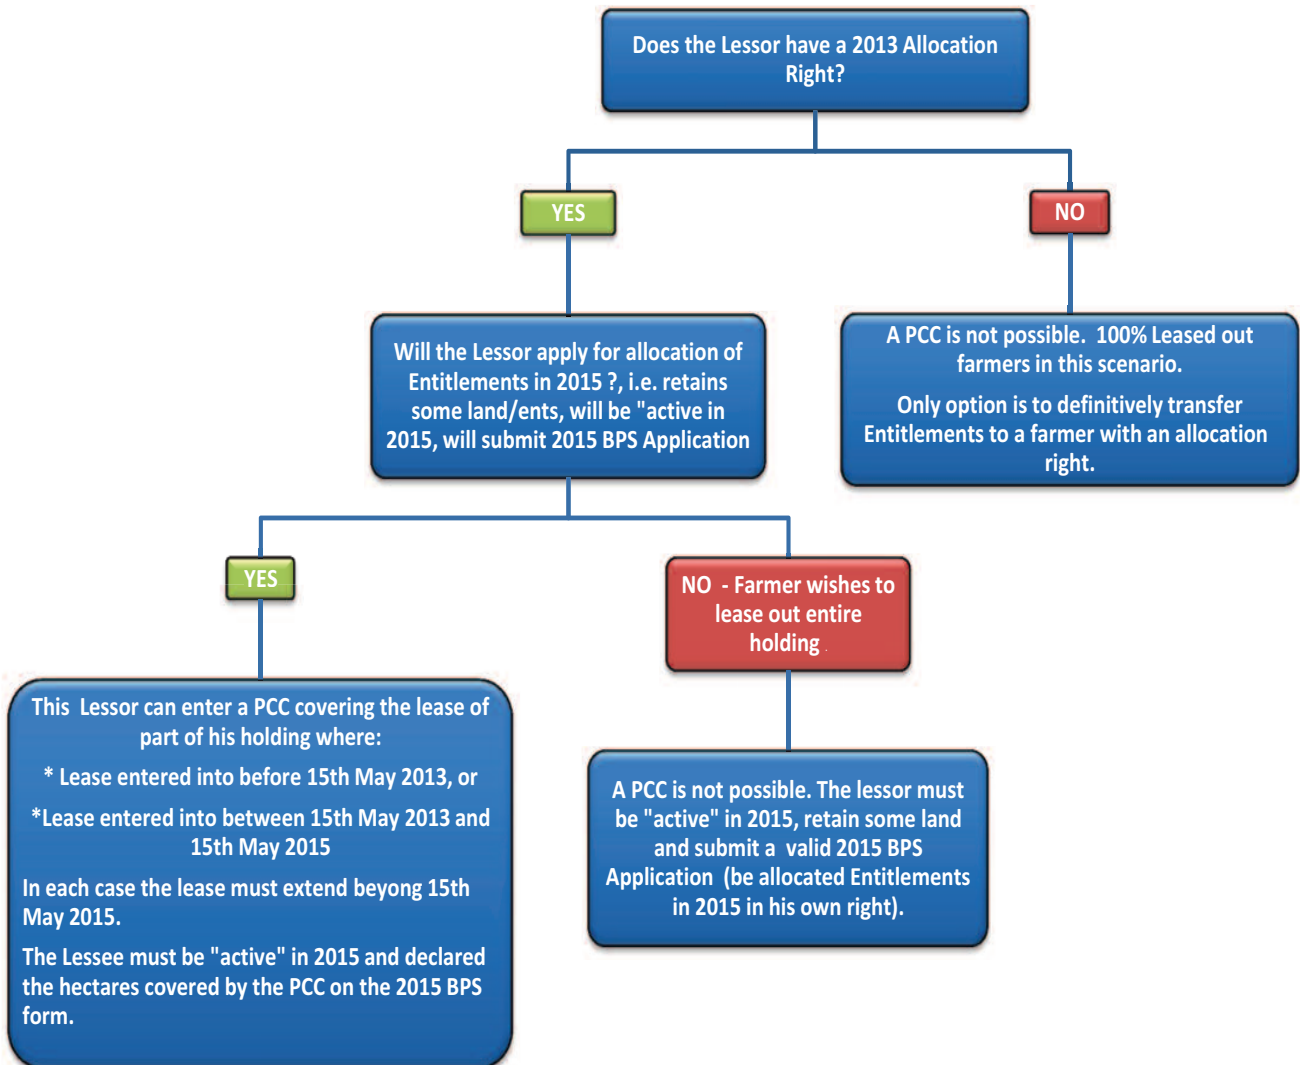 Does the Lessor have a 2013 Allocation
Right?
YES
NO
Will the Lessor apply for allocation of
Entitlements in 2015 ?, i.e. retains
some land/ents, will be "active in
2015, will submit 2015 BPS Application
A PCC is not possible. 100% Leased out
farmers in this scenario.
Only option is to definitively transfer
Entitlements to a farmer with an allocation
right.
YES
NO - Farmer wishes to
lease out entire
holding .
This Lessor can enter a PCC covering the lease of
part of his holding where:
* Lease entered into before 15th May 2013, or
*Lease entered into between 15th May 2013 and
15th May 2015
In each case the lease must extend beyong 15th
May 2015.
The Lessee must be "active" in 2015 and declared
the hectares covered by the PCC on the 2015 BPS
form.
A PCC is not possible. The lessor must
be "active" in 2015, retain some land
and submit a valid 2015 BPS
Application (be allocated Entitlements
in 2015 in his own right).